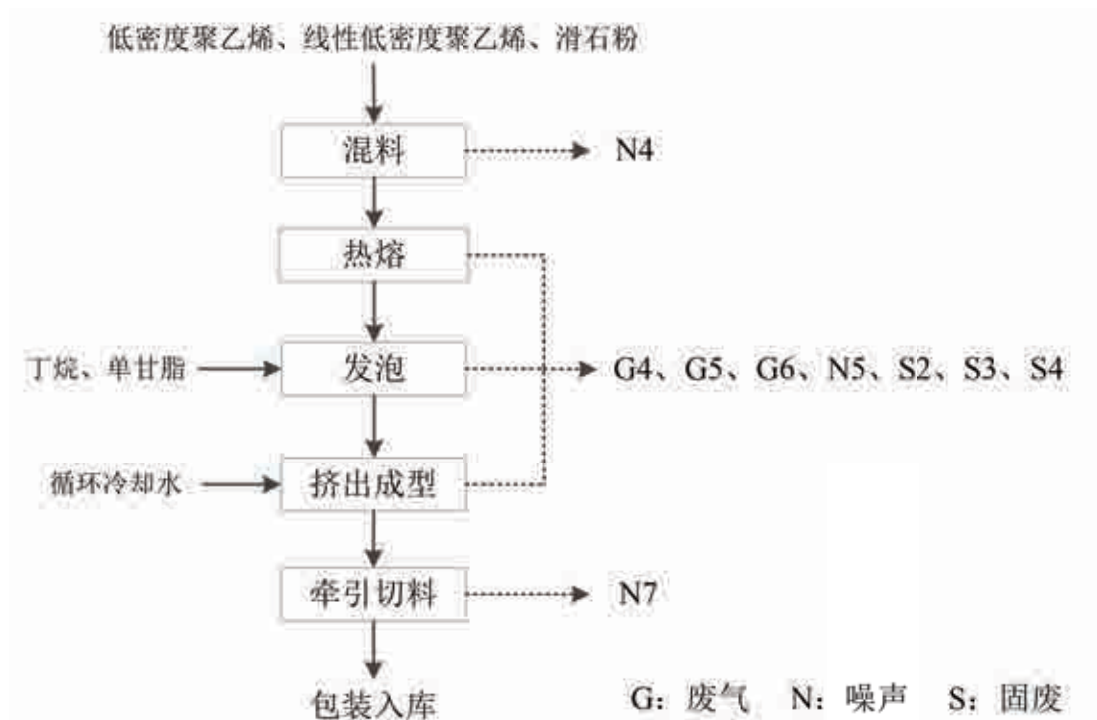 低密度聚乙烯、线性低密度聚乙烯、滑石粉
混料
N4
热熔
丁烷、单甘脂
发泡
G4、G5、G6、N5、S2、S3、S4
循环冷却水
挤出成型
牵引切料
N7
包装入库
G：废气 N：噪声 S：固废